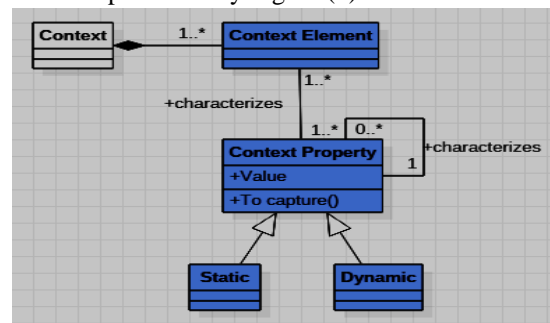 Context
1..*
Context Element
1..*
+characterizes
1..*
0..*
Context Property
+characterizes
1
+Value
+To capture()
Static
Dynamic